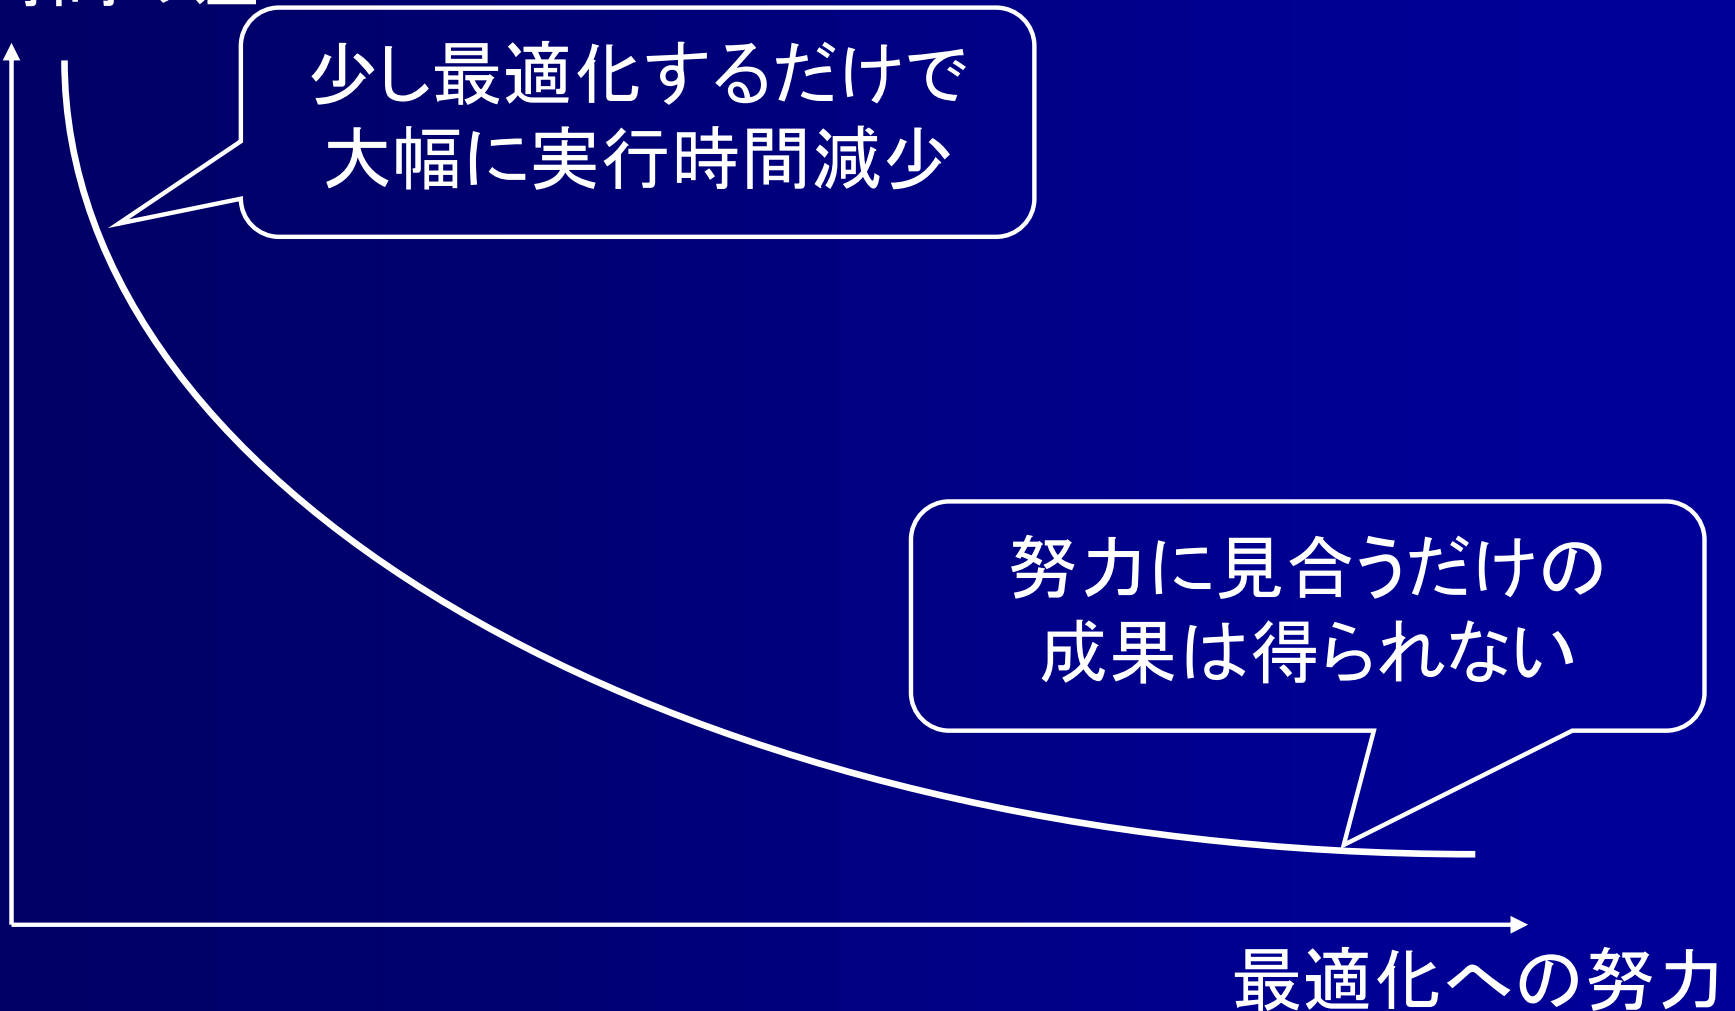 少し最適化するだけで
大幅に実行時間減少
努力に見合うだけの
成果は得られない
最適化への努力